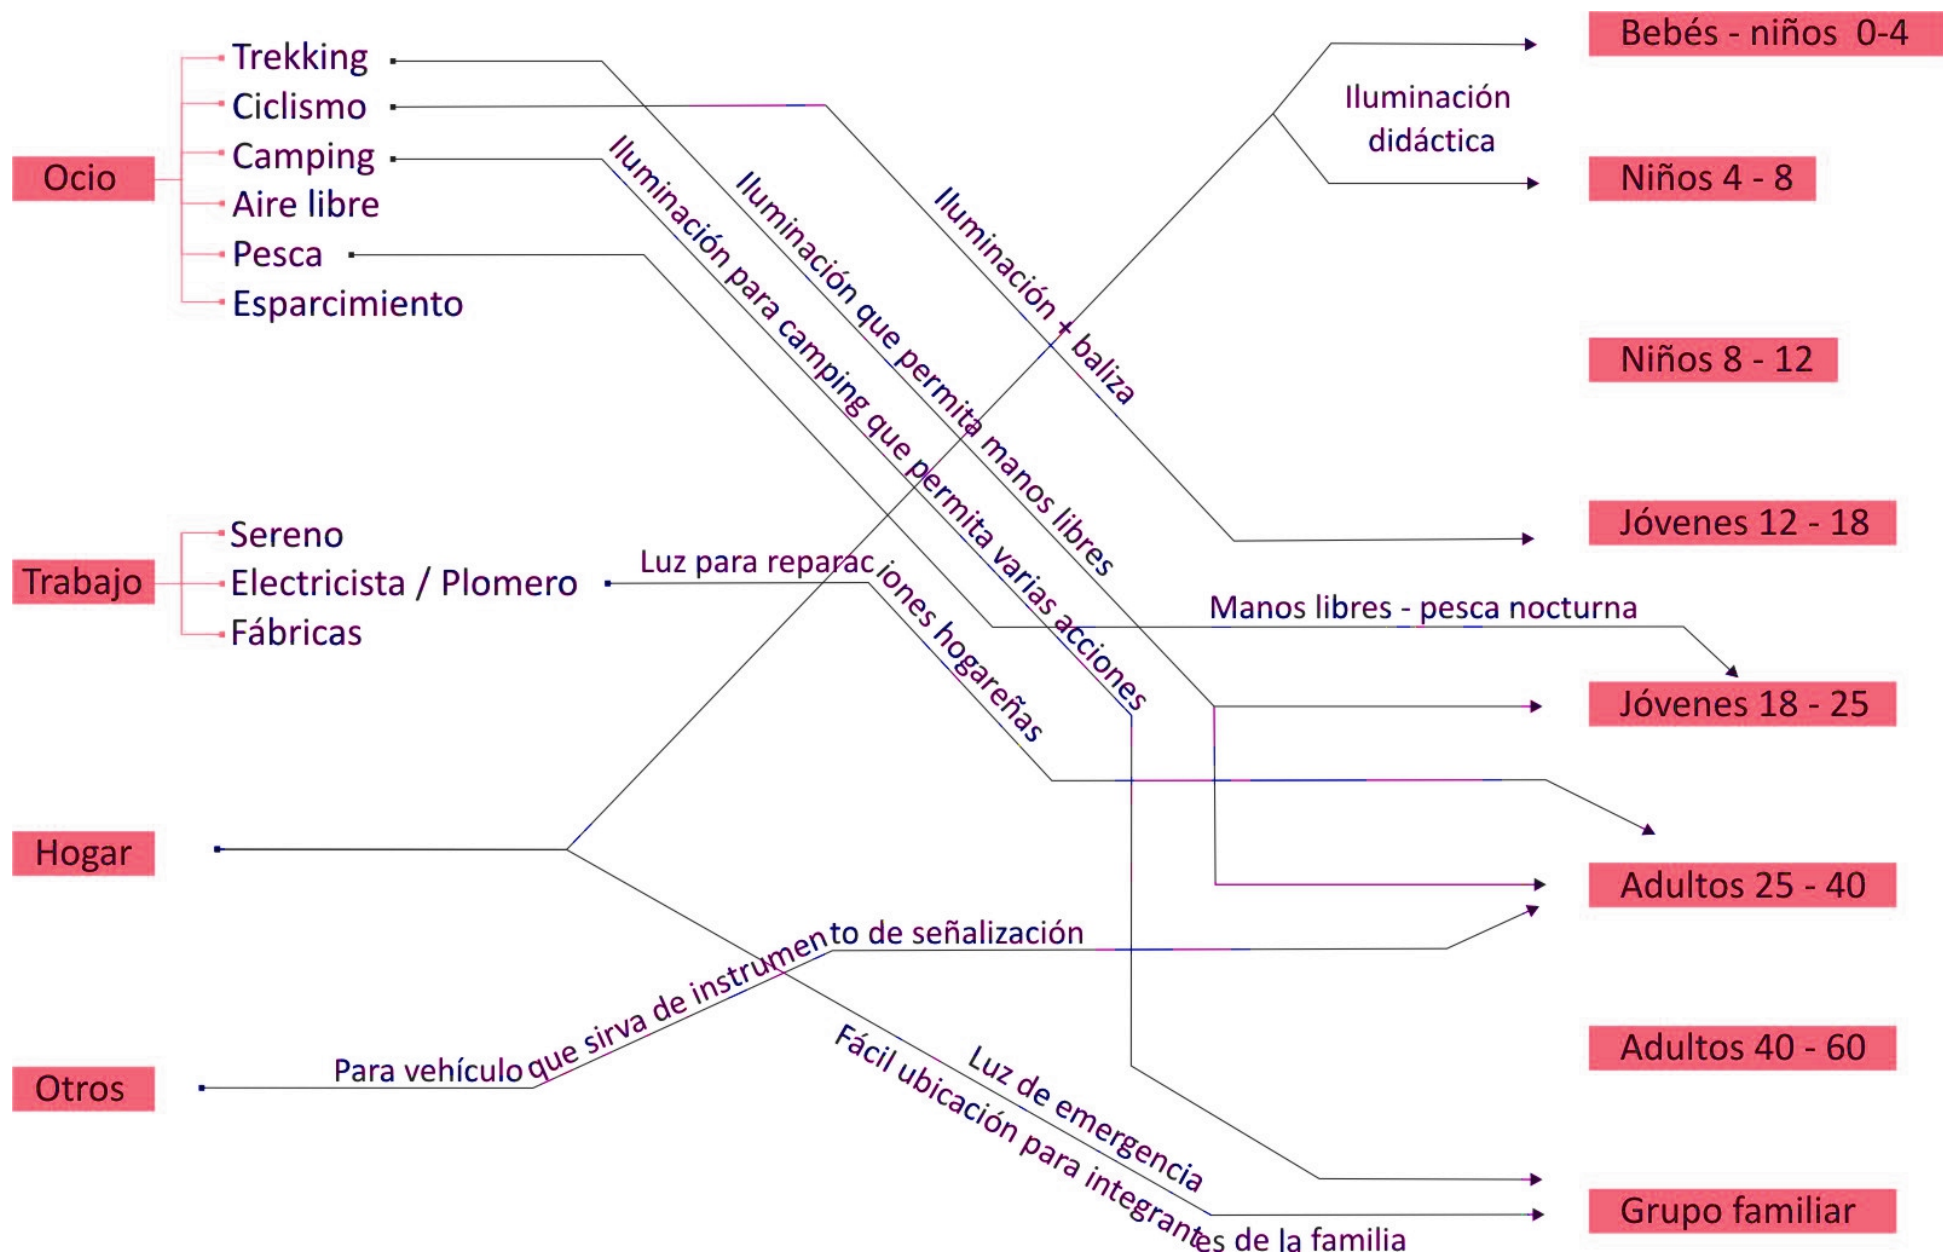 Ocio
Trekking
Ciclismo
Camping
Aire libre
Pesca
Esparcimiento
Trabajo
Sereno
Electricista / Plomero
Fábricas
Hogar
Otros
Iluminación para camping que permita varias acciones
Iluminación que permita manos libres
Iluminación + baliza
Iluminación
didáctica
Luz para reparaciones hogareñas
Manos libres - pesca nocturna
Para vehículo que sirva de instrumento de señalización
Luz de emergencia
Fácil ubicación para integrantes de la familia
Bebés - niños 0-4
Niños 4 - 8
Niños 8 - 12
Jóvenes 12 - 18
Jóvenes 18 - 25
Adultos 25 - 40
Adultos 40 - 60
Grupo familiar